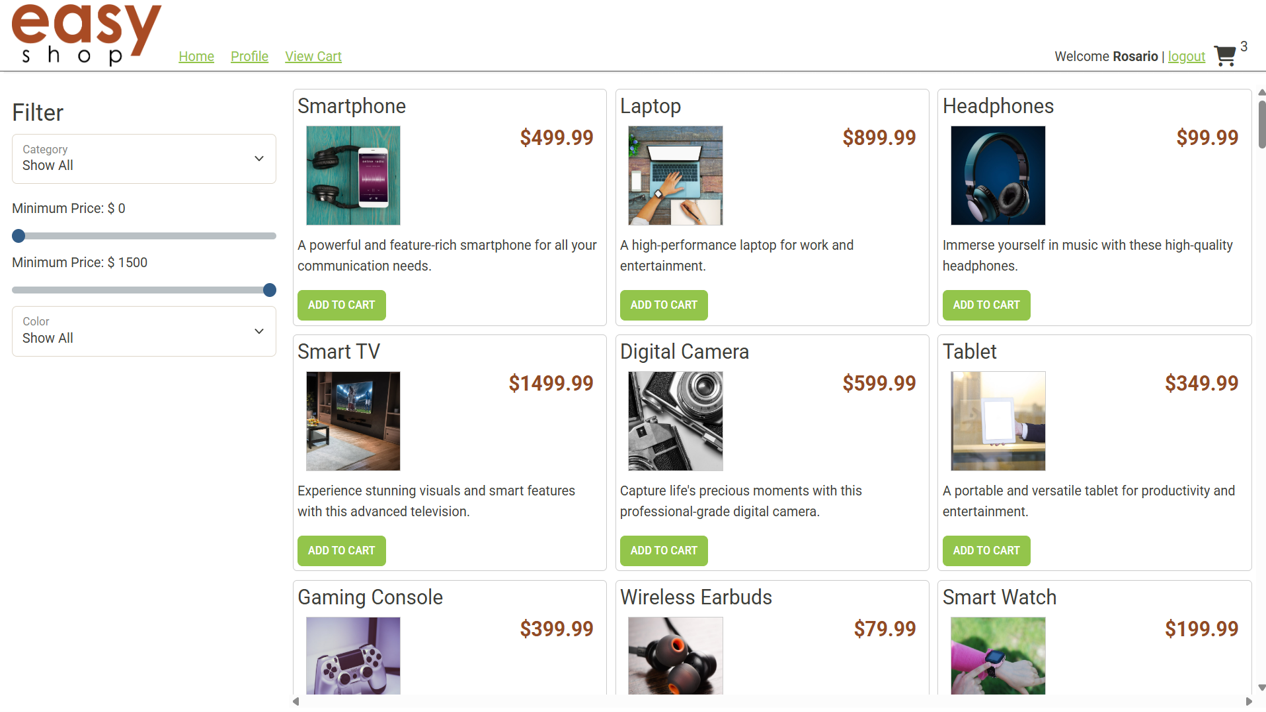 easy
shop
Home Profile View Cart
Welcome Rosario | logout 3
Filter
Category
Show All
Minimum Price: $ 0
Minimum Price: $ 1500
Color
Show All
Smartphone
$499.99
A powerful and feature-rich smartphone for all your
communication needs.
ADD TO CART
Laptop
$899.99
A high-performance laptop for work and
entertainment.
ADD TO CART
Headphones
$99.99
Immerse yourself in music with these high-quality
headphones.
ADD TO CART
Smart TV
$1499.99
Experience stunning visuals and smart features
with this advanced television.
ADD TO CART
Digital Camera
$599.99
Capture life's precious moments with this
professional-grade digital camera.
ADD TO CART
Tablet
$349.99
A portable and versatile tablet for productivity and
entertainment.
ADD TO CART
Gaming Console
$399.99
Wireless Earbuds
$79.99
Smart Watch
$199.99